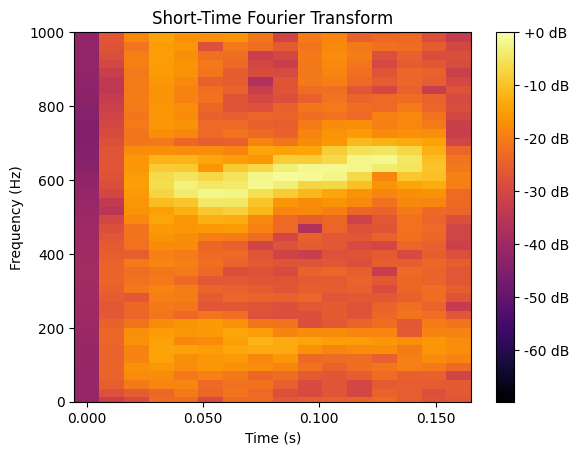 Short-Time Fourier Transform
1000
800
600
400
200
0
Frequency (Hz)
0.000
0.050
0.100
0.150
Time (s)
+0 dB
-10 dB
-20 dB
-30 dB
-40 dB
-50 dB
-60 dB